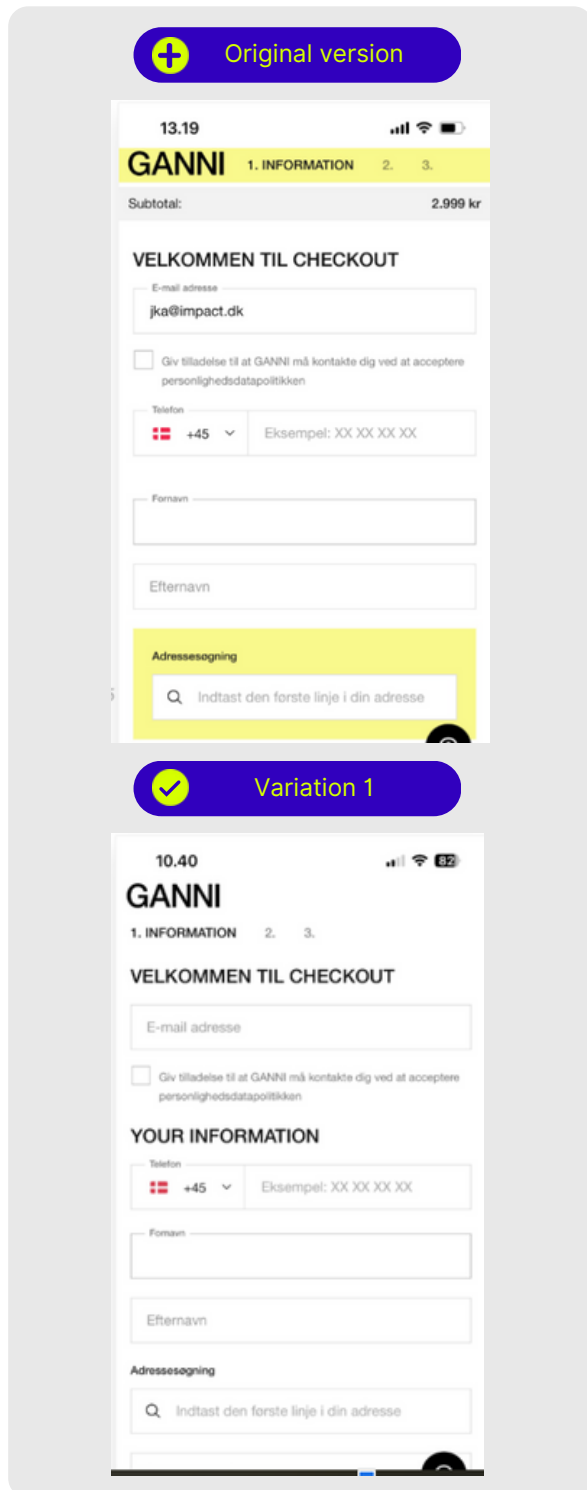 Original version
13.19
GANNI 1. INFORMATION 2. 3.
Subtotal: 2.999 kr
VELKOMMEN TIL CHECKOUT
E-mail adresse
jka@impact.dk
Giv tilladelse til at GANNI må kontakte dig ved at acceptere
personlighedsdatapolitikken
Telefon
+45 Eksempel: XX XX XX XX
Fornavn
Efternavn
Adressesøgning
Indtast den første linje i din adresse
Variation 1
10.40 82
GANNI
1. INFORMATION 2. 3.
VELKOMMEN TIL CHECKOUT
E-mail adresse
Giv tilladelse til at GANNI må kontakte dig ved at acceptere
personlighedsdatapolitikken
YOUR INFORMATION
Telefon
+45 Eksempel: XX XX XX XX
Fornavn
Efternavn
Adressesøgning
Indtast den første linje i din adresse